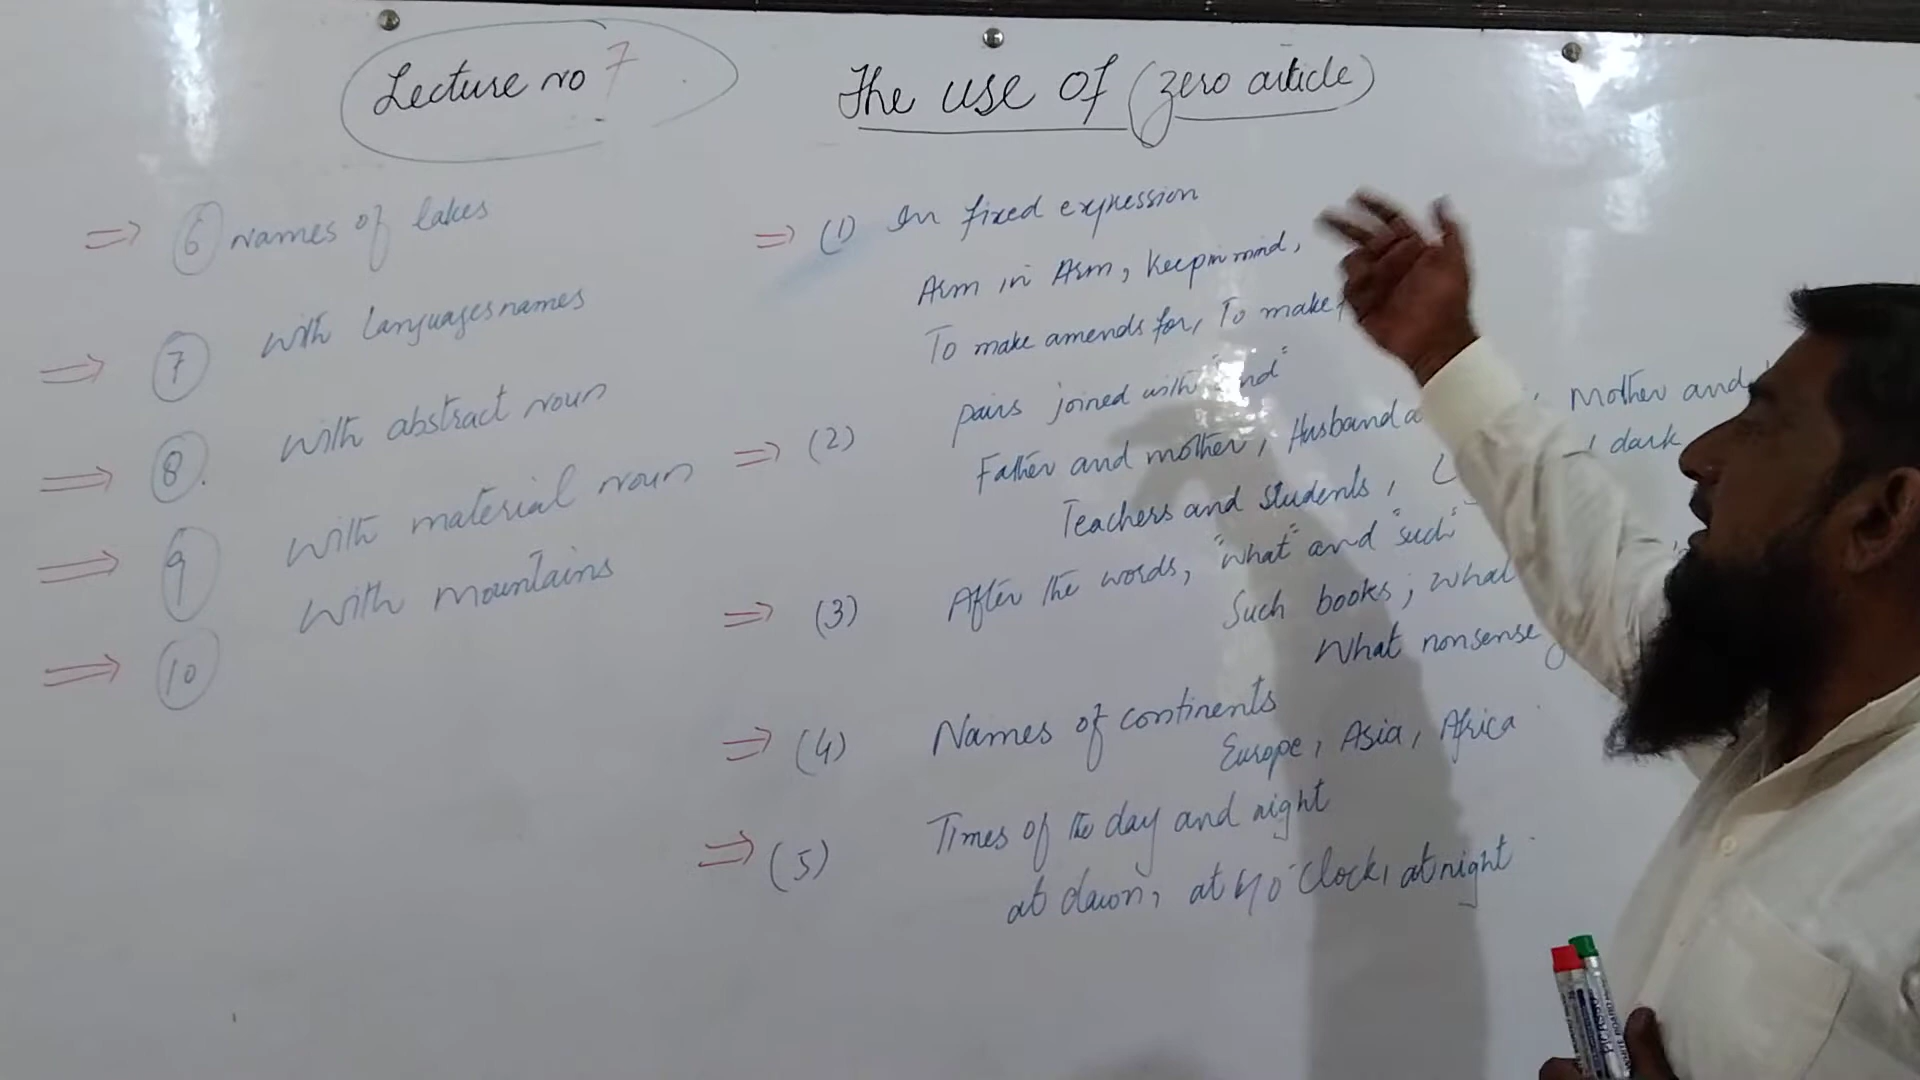 Lecture no 7
The use of (zero article)
⇒ (6) names of lakes
⇒ (7) with languages names
⇒ (8). with abstract noun
⇒ (9) with material noun
⇒ (10) with mountains
⇒ (1) In fixed expression
Arm in Arm, Keep in mind,
To make amends for, To make
⇒ (2) pairs joined with "and"
Father and mother, Husband Mother and
Teachers and students, dark
⇒ (3) After the words, "what" and "such"
Such books; what
What nonsense
⇒ (4) Names of continents
Europe, Asia, Africa
⇒ (5) Times of the day and night
at dawn, at 4 o'Clock, at night